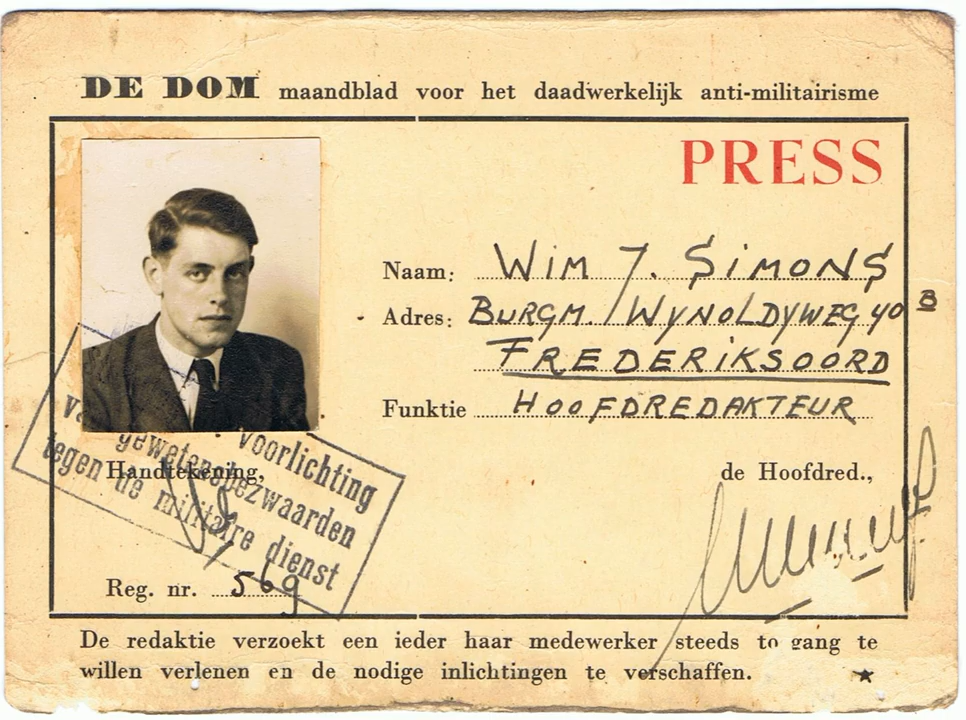 DE DOM maandblad voor het daadwerkelijk anti-militairisme
PRESS
Naam: WIM J. SIMONS
Adres: BURGM. WYNOLDYWEG 40 B
FREDERIKSOORD
Funktie HOOFDREDAKTEUR
voorlichting
gewetensbezwaarden
tegen de militaire dienst
Handtekening,
de Hoofdred.,
Reg. nr. 569
De redaktie verzoekt een ieder haar medewerker steeds to gang te
willen verlenen en de nodige inlichtingen te verschaffen.